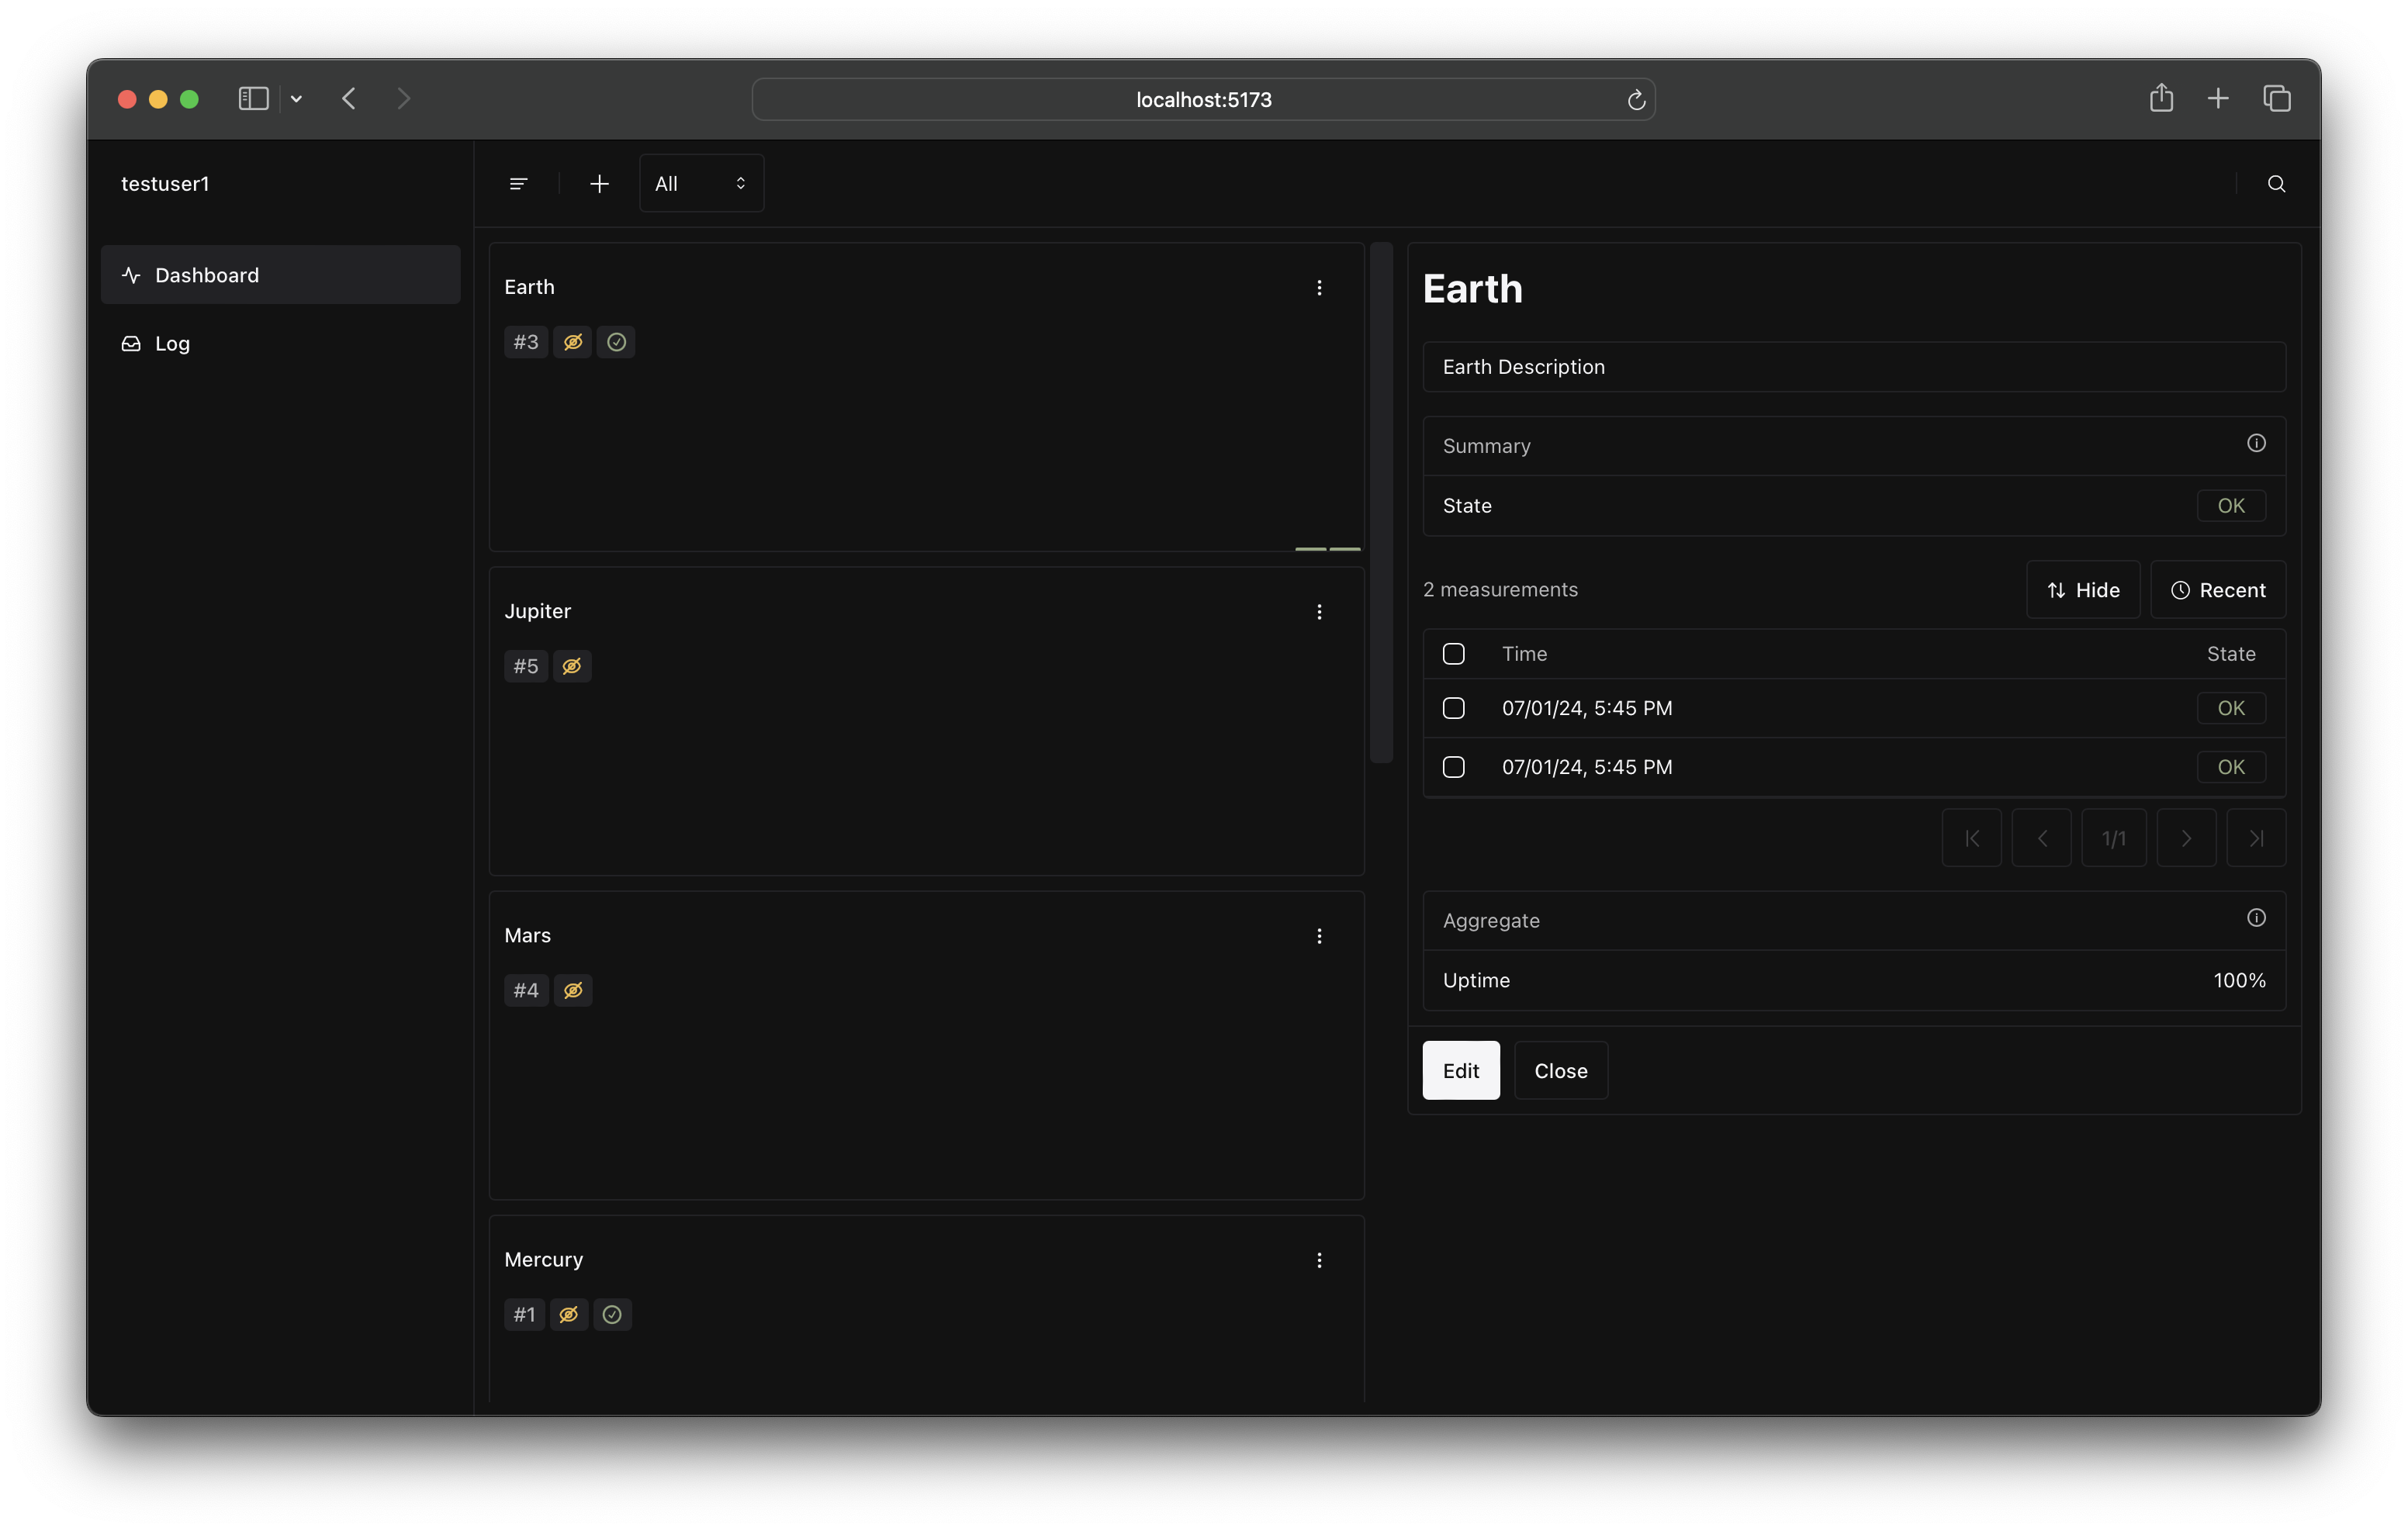 localhost:5173
testuser1
All
Dashboard
Log
Earth
#3
Jupiter
#5
Mars
#4
Mercury
#1
Earth
Earth Description
Summary
State OK
2 measurements Hide Recent
Time State
07/01/24, 5:45 PM OK
07/01/24, 5:45 PM OK
1/1
Aggregate
Uptime 100%
Edit Close